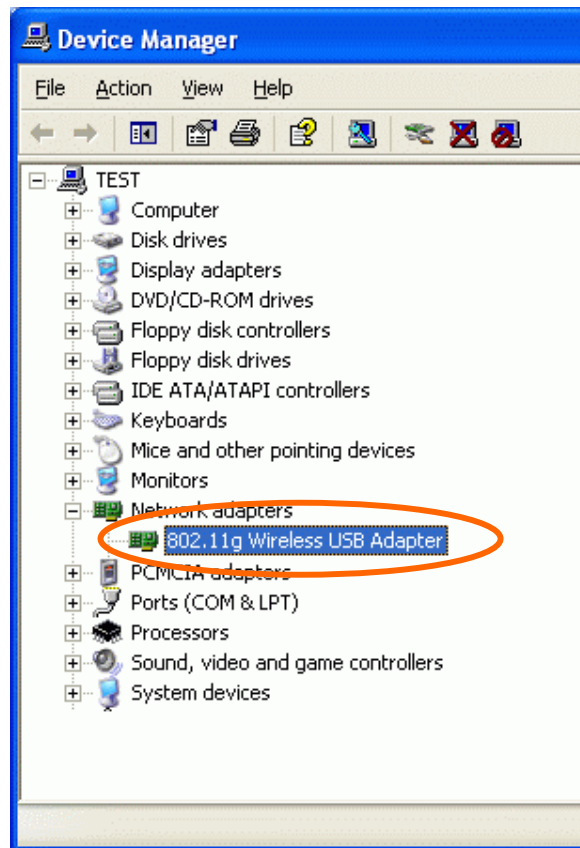 Device Manager
File Action View Help
TEST
Computer
Disk drives
Display adapters
DVD/CD-ROM drives
Floppy disk controllers
Floppy disk drives
IDE ATA/ATAPI controllers
Keyboards
Mice and other pointing devices
Monitors
Network adapters
802.11g Wireless USB Adapter
PCMCIA adapters
Ports (COM & LPT)
Processors
Sound, video and game controllers
System devices